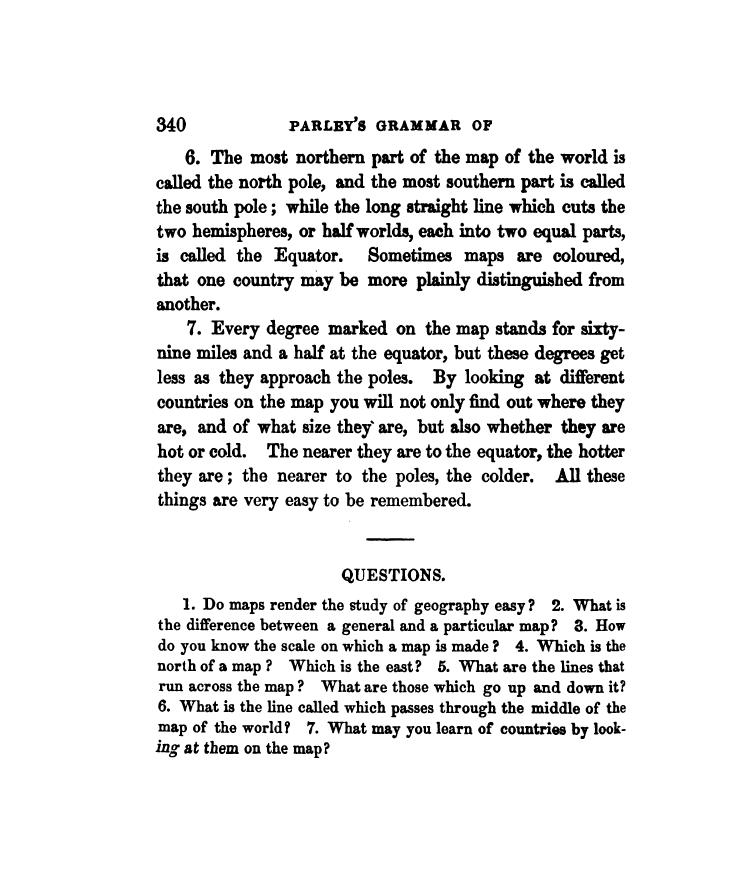 340 PARLEY'S GRAMMAR OF
6. The most northern part of the map of the world is
called the north pole, and the most southern part is called
the south pole; while the long straight line which cuts the
two hemispheres, or half worlds, each into two equal parts,
is called the Equator. Sometimes maps are coloured,
that one country may be more plainly distinguished from
another.
7. Every degree marked on the map stands for sixty-
nine miles and a half at the equator, but these degrees get
less as they approach the poles. By looking at different
countries on the map you will not only find out where they
are, and of what size they are, but also whether they are
hot or cold. The nearer they are to the equator, the hotter
they are; the nearer to the poles, the colder. All these
things are very easy to be remembered.
QUESTIONS.
1. Do maps render the study of geography easy? 2. What is
the difference between a general and a particular map? 3. How
do you know the scale on which a map is made? 4. Which is the
north of a map? Which is the east? 5. What are the lines that
run across the map? What are those which go up and down it?
6. What is the line called which passes through the middle of the
map of the world? 7. What may you learn of countries by look-
ing at them on the map?